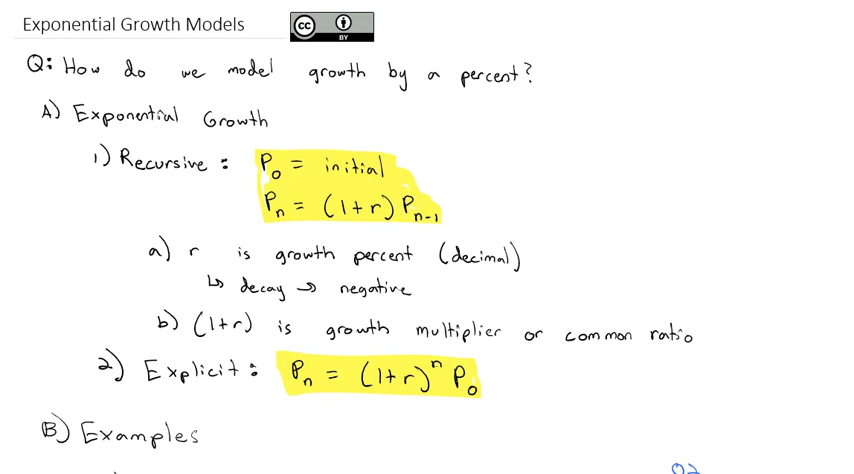 Exponential Growth Models
cc BY
Q: How do we model growth by a percent?
A) Exponential Growth
1) Recursive: P₀ = initial
Pₙ = (1+r) Pₙ₋₁
a) r is growth percent (decimal)
↳ decay → negative
b) (1+r) is growth multiplier or common ratio
2) Explicit: Pₙ = (1+r)ⁿ P₀
B) Examples